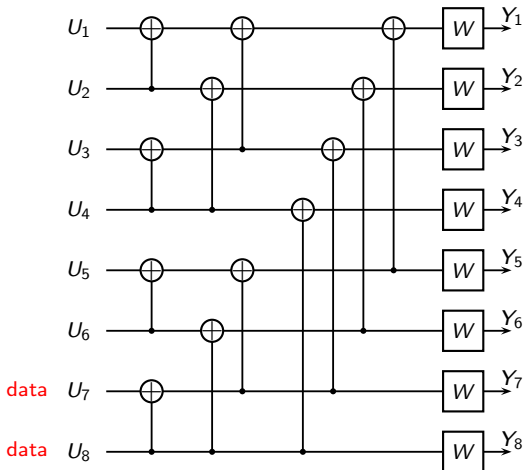 U1 W Y1
U2 W Y2
U3 W Y3
U4 W Y4
U5 W Y5
U6 W Y6
data U7 W Y7
data U8 W Y8